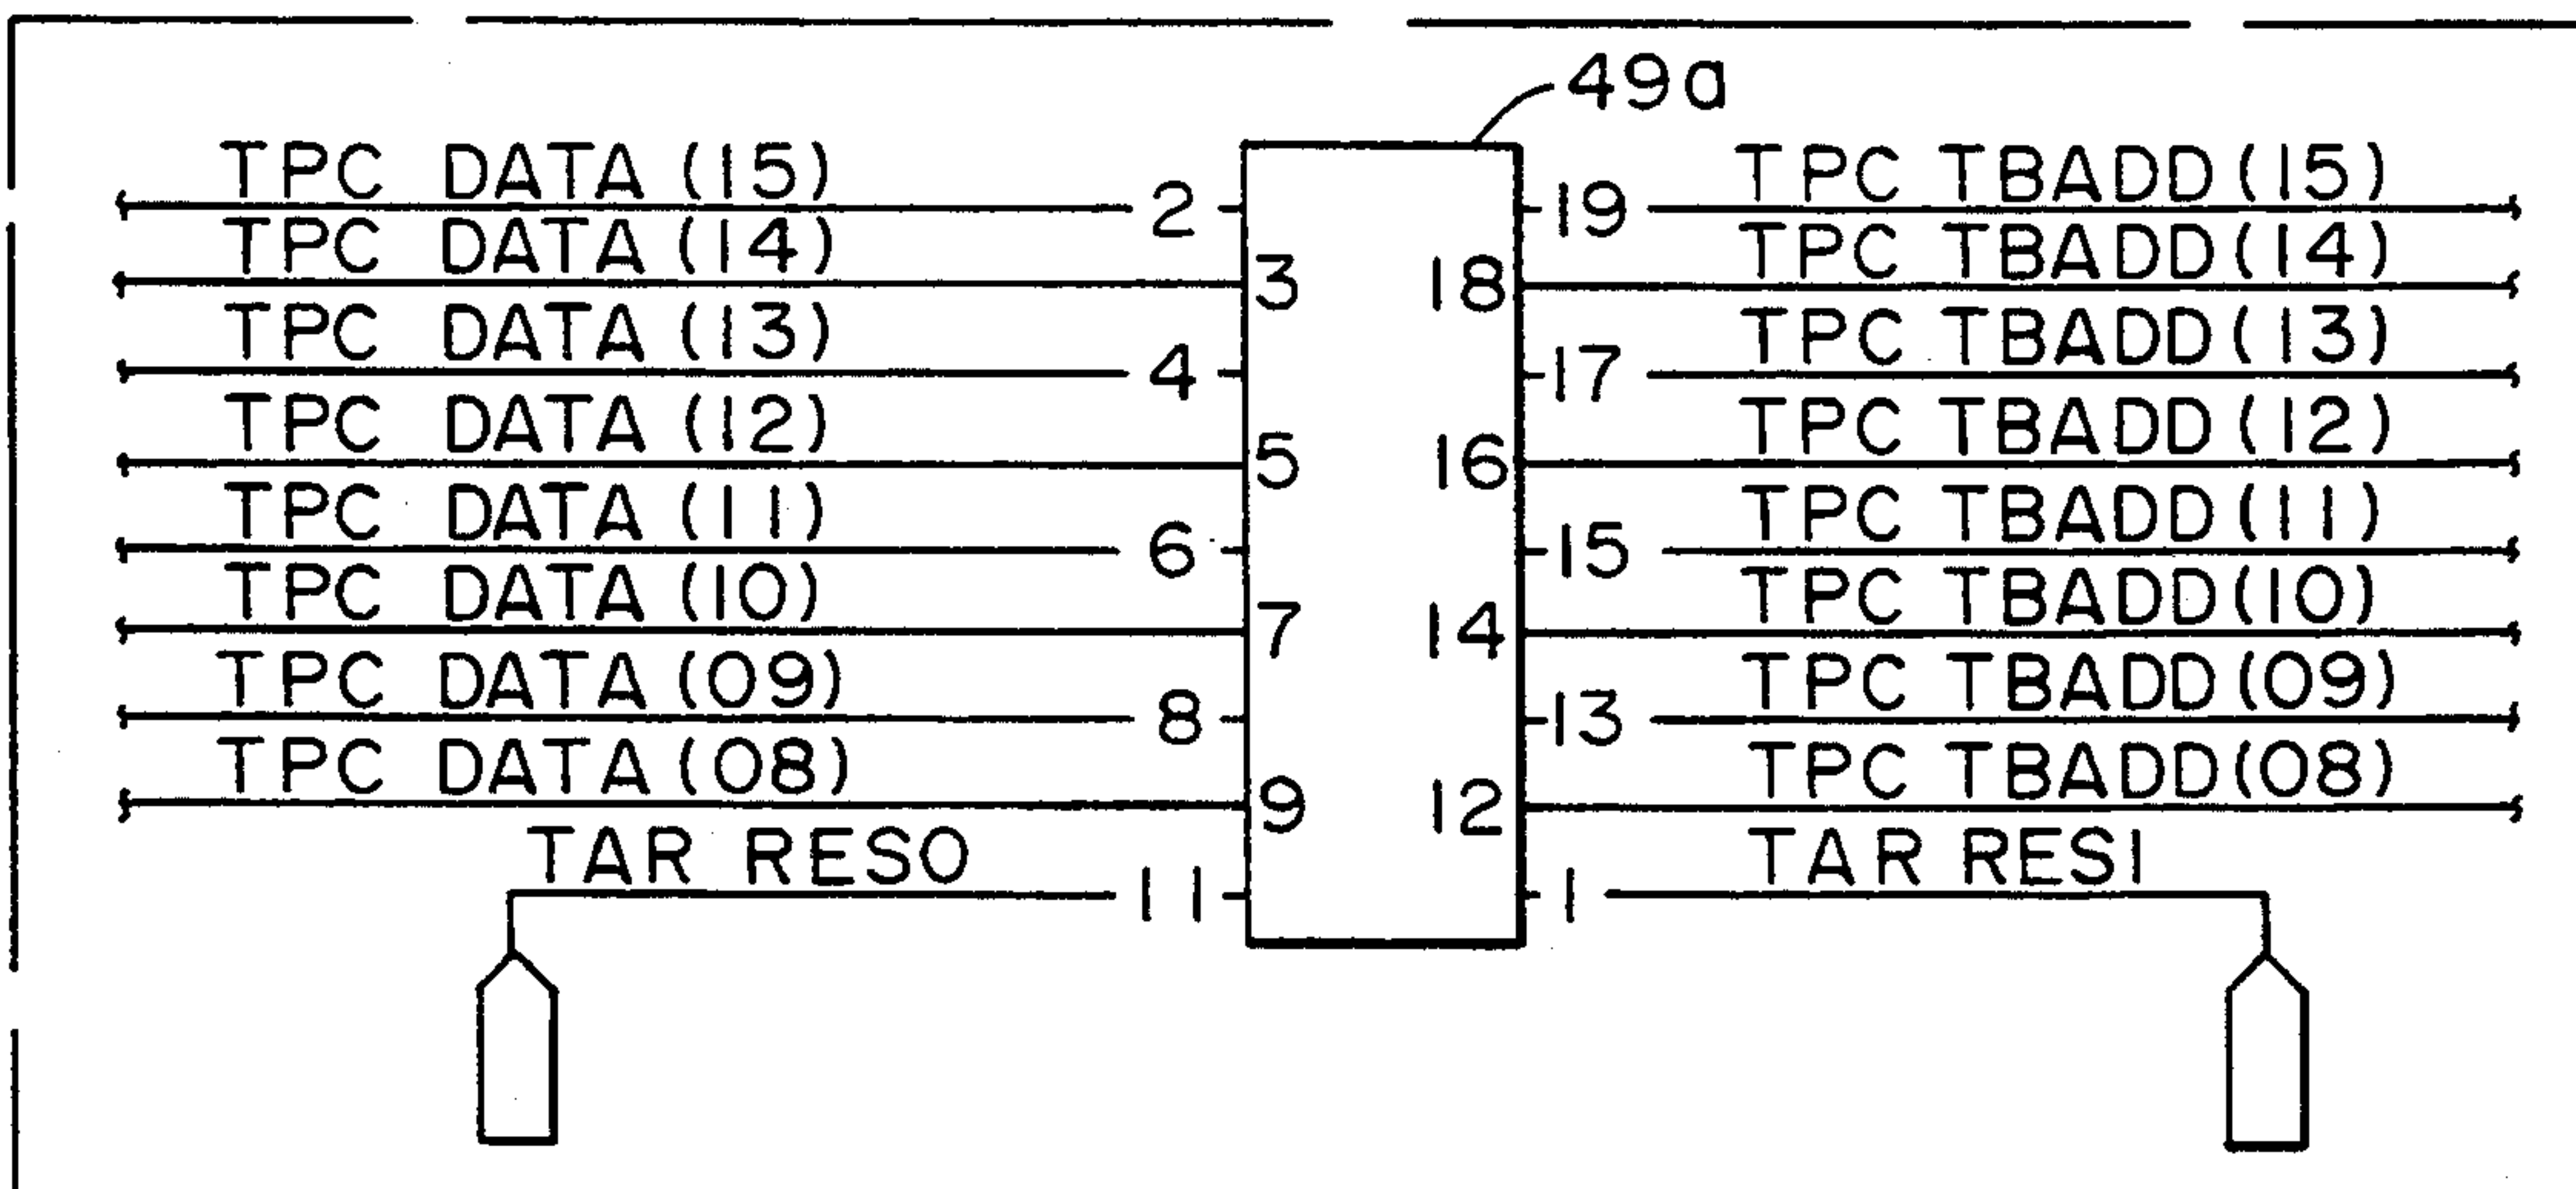 49a
TPC DATA (15) 2 19 TPC TBADD (15)
TPC DATA (14) 3 18 TPC TBADD (14)
TPC DATA (13) 4 17 TPC TBADD (13)
TPC DATA (12) 5 16 TPC TBADD (12)
TPC DATA (11) 6 15 TPC TBADD (11)
TPC DATA (10) 7 14 TPC TBADD (10)
TPC DATA (09) 8 13 TPC TBADD (09)
TPC DATA (08) 9 12 TPC TBADD (08)
TAR RES0 11 1 TAR RES1